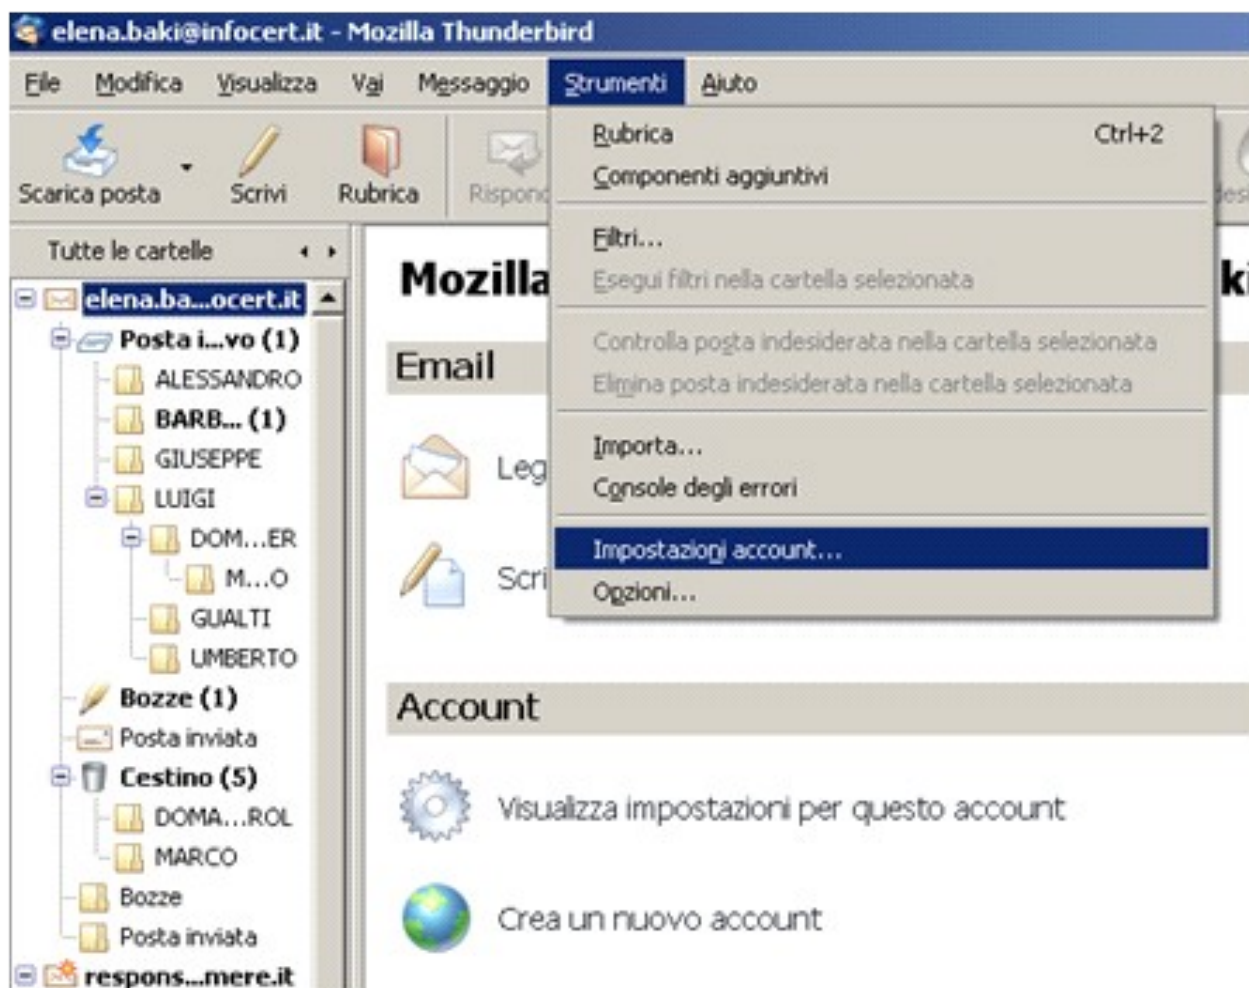 elena.baki@infocert.it - Mozilla Thunderbird
File Modifica Visualizza Vai Messaggio Strumenti Aiuto
Scarica posta Scrivi Rubrica
Rubrica Ctrl+2
Componenti aggiuntivi
Filtri...
Esegui filtri nella cartella selezionata
Controlla posta indesiderata nella cartella selezionata
Elimina posta indesiderata nella cartella selezionata
Importa...
Console degli errori
Impostazioni account...
Opzioni...
Tutte le cartelle
elena.ba...ocert.it
Posta i...vo (1)
ALESSANDRO
BARB... (1)
GIUSEPPE
LUIGI
DOM...ER
M...O
GUALTI
UMBERTO
Bozze (1)
Posta inviata
Cestino (5)
DOMA...ROL
MARCO
Bozze
Posta inviata
respons...mere.it
Mozilla
Email
Leg
Scri
Account
Visualizza impostazioni per questo account
Crea un nuovo account